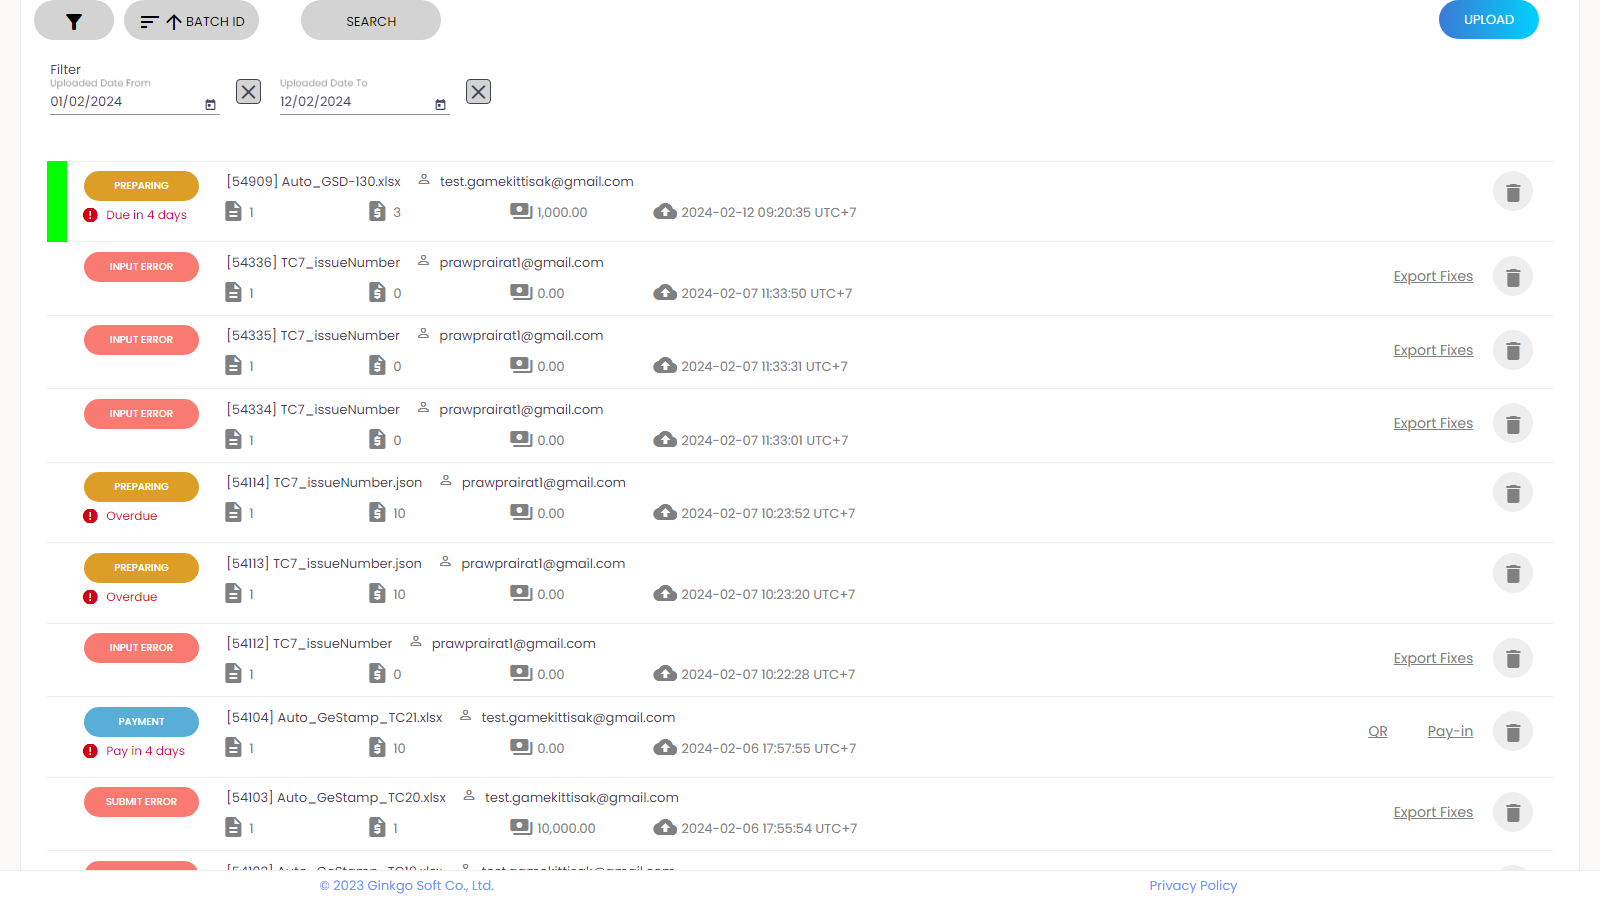 BATCH ID
SEARCH
UPLOAD
Filter
Uploaded Date From
Uploaded Date To
01/02/2024
12/02/2024
PREPARING
[54909] Auto_GSD-130.xlsx test.gamekittisak@gmail.com
Due in 4 days
1 3 1,000.00 2024-02-12 09:20:35 UTC+7
INPUT ERROR
[54336] TC7_issueNumber prawprairat1@gmail.com
1 0 0.00 2024-02-07 11:33:50 UTC+7
Export Fixes
INPUT ERROR
[54335] TC7_issueNumber prawprairat1@gmail.com
1 0 0.00 2024-02-07 11:33:31 UTC+7
Export Fixes
INPUT ERROR
[54334] TC7_issueNumber prawprairat1@gmail.com
1 0 0.00 2024-02-07 11:33:01 UTC+7
Export Fixes
PREPARING
[54114] TC7_issueNumber.json prawprairat1@gmail.com
Overdue
1 10 0.00 2024-02-07 10:23:52 UTC+7
PREPARING
[54113] TC7_issueNumber.json prawprairat1@gmail.com
Overdue
1 10 0.00 2024-02-07 10:23:20 UTC+7
INPUT ERROR
[54112] TC7_issueNumber prawprairat1@gmail.com
1 0 0.00 2024-02-07 10:22:28 UTC+7
Export Fixes
PAYMENT
[54104] Auto_GeStamp_TC21.xlsx test.gamekittisak@gmail.com
Pay in 4 days
1 10 0.00 2024-02-06 17:57:55 UTC+7
QR Pay-in
SUBMIT ERROR
[54103] Auto_GeStamp_TC20.xlsx test.gamekittisak@gmail.com
1 1 10,000.00 2024-02-06 17:55:54 UTC+7
Export Fixes
© 2023 Ginkgo Soft Co., Ltd.
Privacy Policy